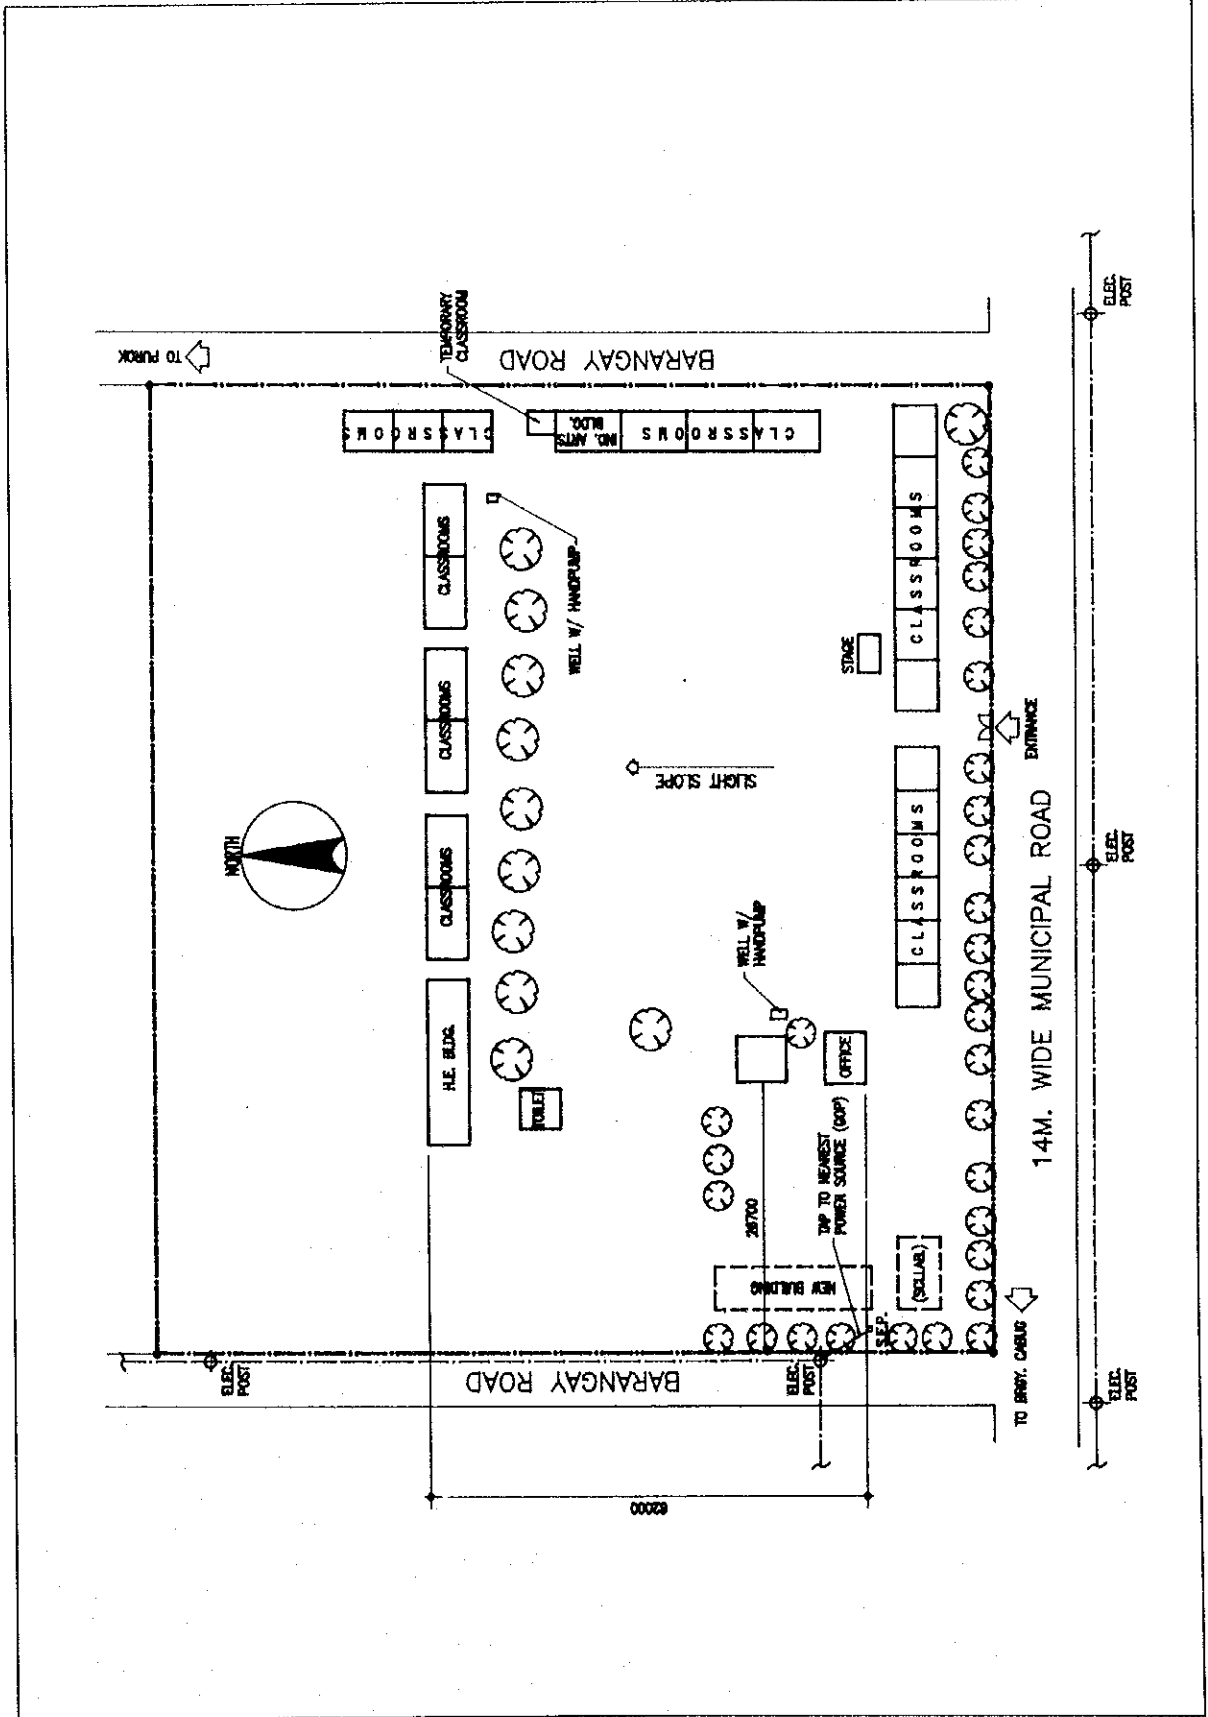 TO PUROK
BARANGAY ROAD
TEMPORARY
CLASSROOM
CLASSROOMS
IND. ARTS
BLDG.
CLASSROOMS
CLASSROOMS
CLASSROOMS
CLASSROOMS
H.E. BLDG.
TOILET
WELL W/ HANDPUMP
NORTH
SLIGHT SLOPE
STAGE
CLASSROOMS
CLASSROOMS
WELL W/
HANDPUMP
OFFICE
TAP TO NEAREST
POWER SOURCE (GOP)
26700
NEW BUILDING
(SCI.LAB.)
S.E.P.
ELEC.
POST
BARANGAY ROAD
ELEC.
POST
62000
ENTRANCE
14M. WIDE MUNICIPAL ROAD
TO BRGY. CABUG
ELEC.
POST
ELEC.
POST
ELEC.
POST